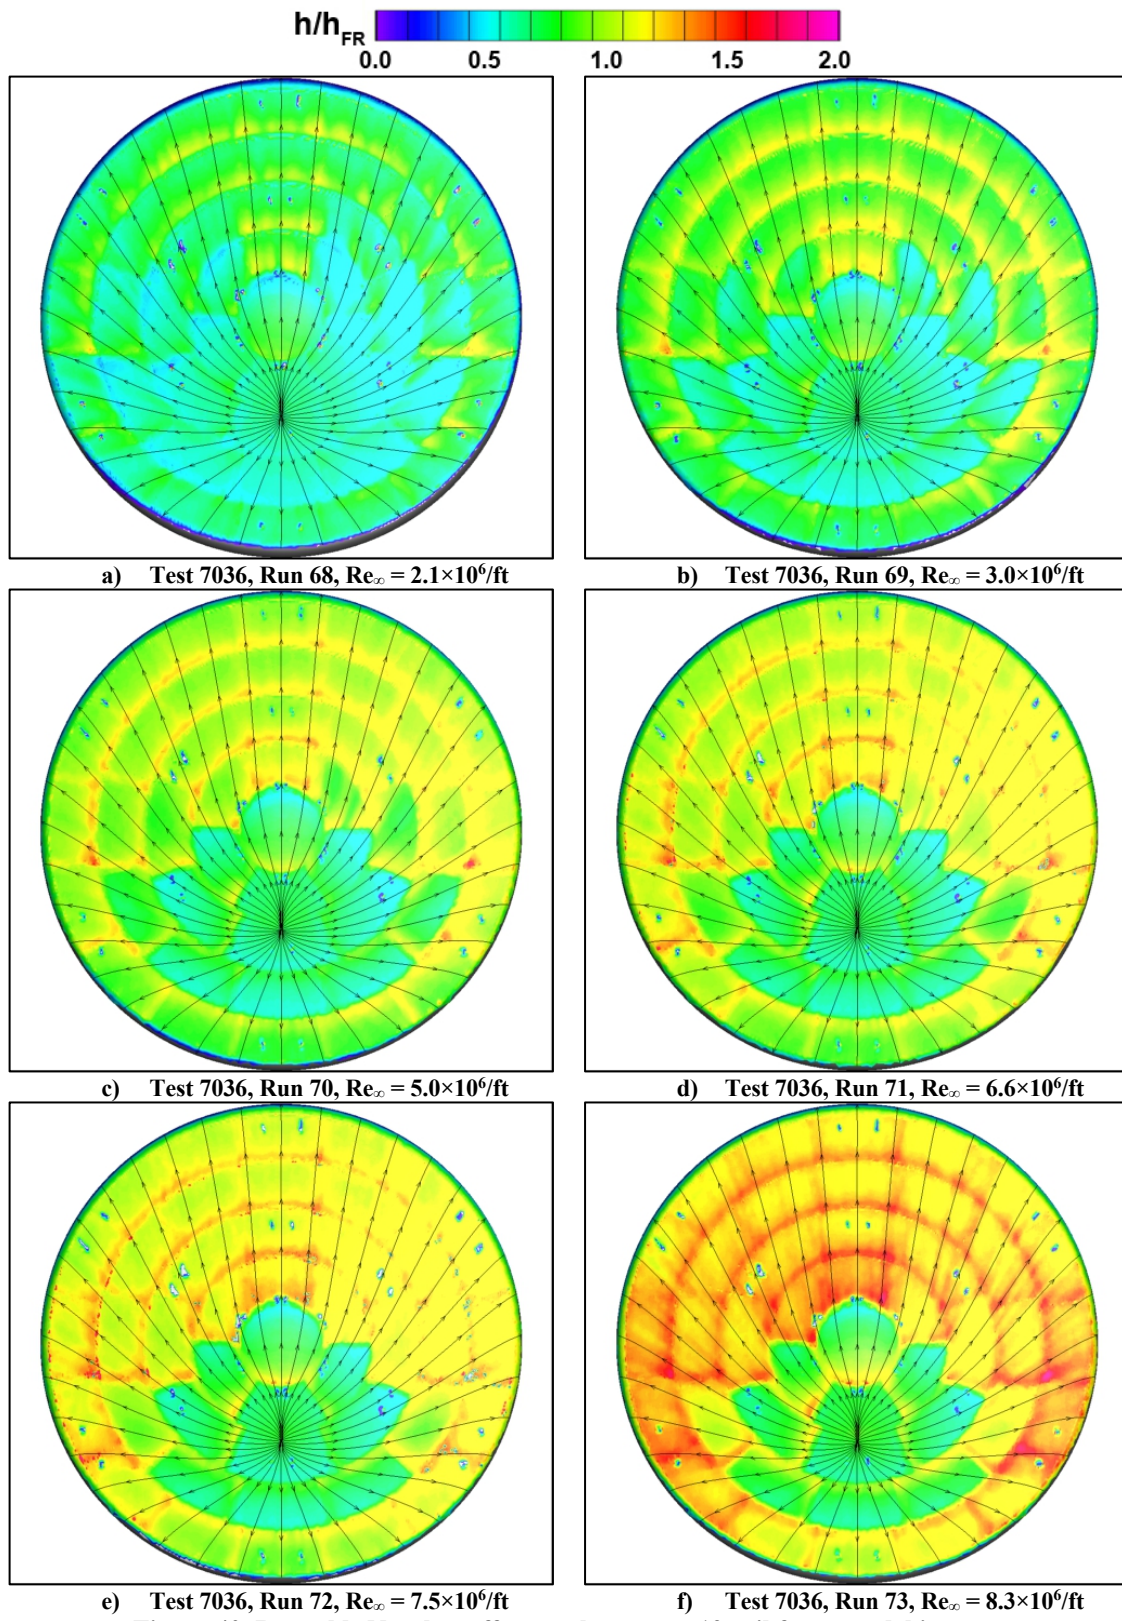 h/hFR
0.0 0.5 1.0 1.5 2.0
a) Test 7036, Run 68, Re∞ = 2.1×10⁶/ft
b) Test 7036, Run 69, Re∞ = 3.0×10⁶/ft
c) Test 7036, Run 70, Re∞ = 5.0×10⁶/ft
d) Test 7036, Run 71, Re∞ = 6.6×10⁶/ft
e) Test 7036, Run 72, Re∞ = 7.5×10⁶/ft
f) Test 7036, Run 73, Re∞ = 8.3×10⁶/ft